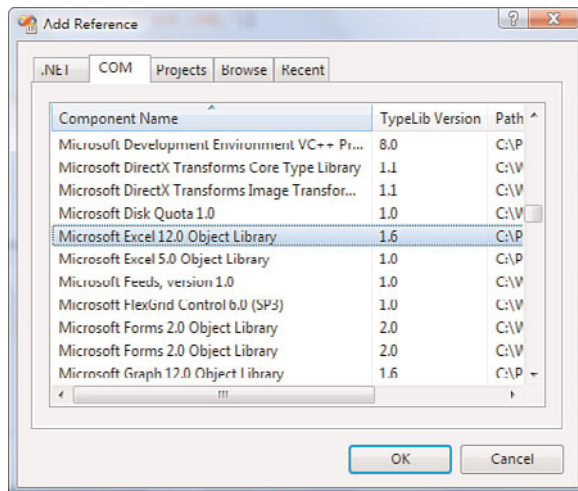 Add Reference
.NET COM Projects Browse Recent
Component Name TypeLib Version Path
Microsoft Development Environment VC++ Pr... 8.0 C:\P
Microsoft DirectX Transforms Core Type Library 1.1 C:\W
Microsoft DirectX Transforms Image Transfor... 1.1 C:\W
Microsoft Disk Quota 1.0 1.0 C:\W
Microsoft Excel 12.0 Object Library 1.6 C:\P
Microsoft Excel 5.0 Object Library 1.0 C:\P
Microsoft Feeds, version 1.0 1.0 C:\W
Microsoft FlexGrid Control 6.0 (SP3) 1.0 C:\W
Microsoft Forms 2.0 Object Library 2.0 C:\W
Microsoft Forms 2.0 Object Library 2.0 C:\W
Microsoft Graph 12.0 Object Library 1.6 C:\P
OK Cancel